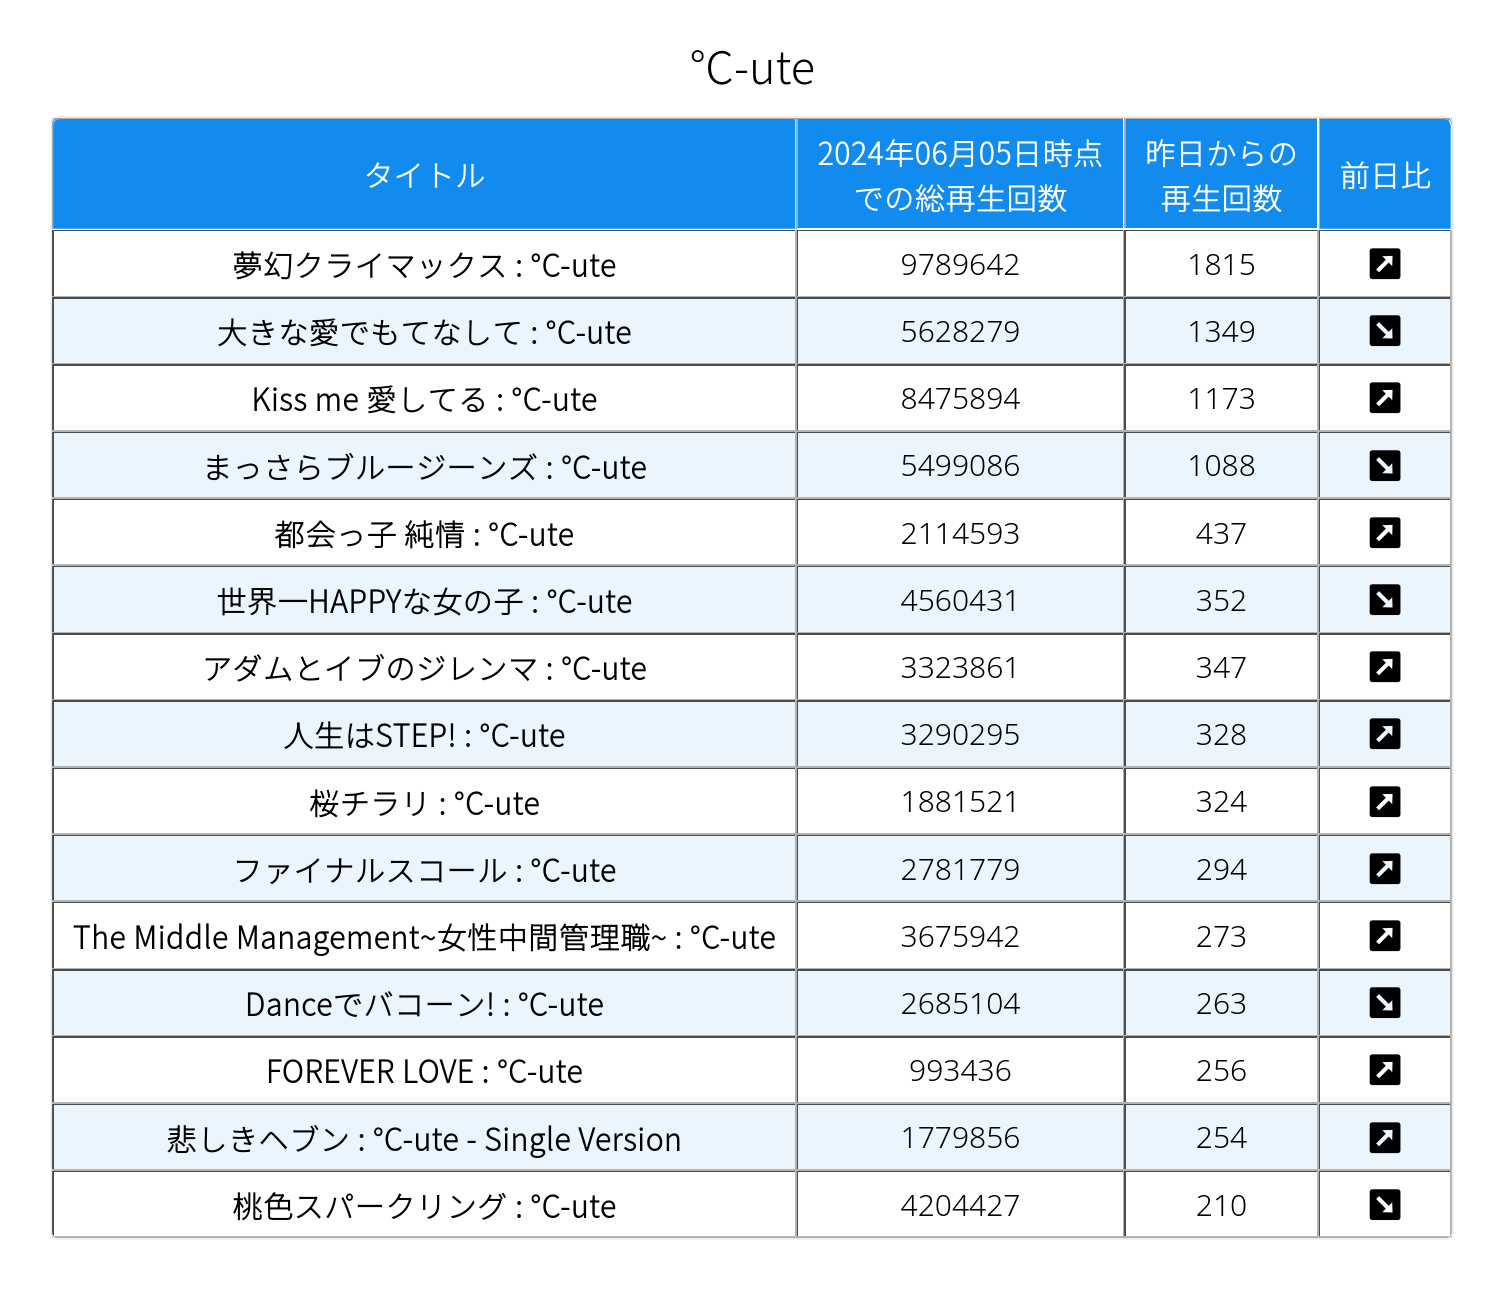 ℃-ute
タイトル
2024年06月05日時点
での総再生回数
昨日からの
再生回数
前日比
夢幻クライマックス : ℃-ute 9789642 1815 ↗
大きな愛でもてなして : ℃-ute 5628279 1349 ↘
Kiss me 愛してる : ℃-ute 8475894 1173 ↗
まっさらブルージーンズ : ℃-ute 5499086 1088 ↘
都会っ子 純情 : ℃-ute 2114593 437 ↗
世界一HAPPYな女の子 : ℃-ute 4560431 352 ↘
アダムとイブのジレンマ : ℃-ute 3323861 347 ↗
人生はSTEP! : ℃-ute 3290295 328 ↗
桜チラリ : ℃-ute 1881521 324 ↗
ファイナルスコール : ℃-ute 2781779 294 ↗
The Middle Management~女性中間管理職~ : ℃-ute 3675942 273 ↗
Danceでバコーン! : ℃-ute 2685104 263 ↘
FOREVER LOVE : ℃-ute 993436 256 ↗
悲しきヘブン : ℃-ute - Single Version 1779856 254 ↗
桃色スパークリング : ℃-ute 4204427 210 ↘